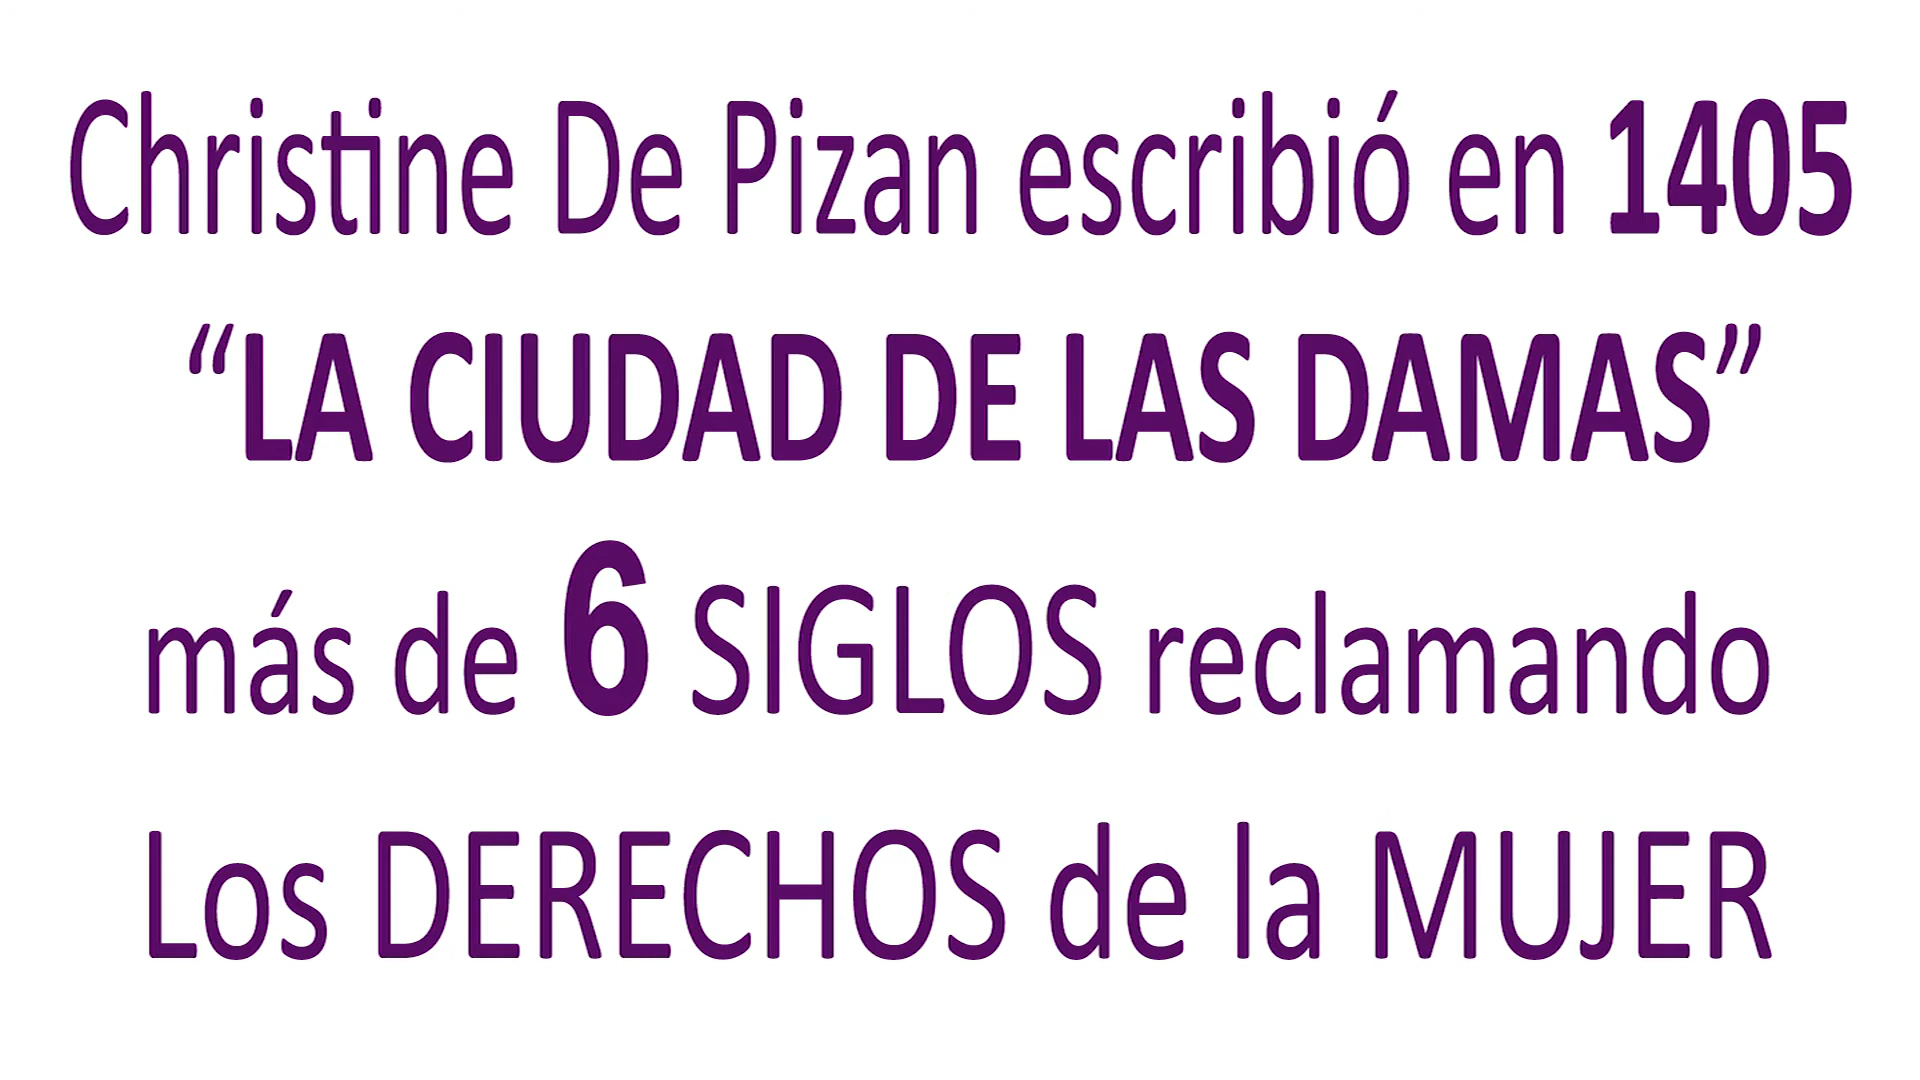 Christine De Pizan escribió en 1405
“LA CIUDAD DE LAS DAMAS”
más de 6 SIGLOS reclamando
Los DERECHOS de la MUJER